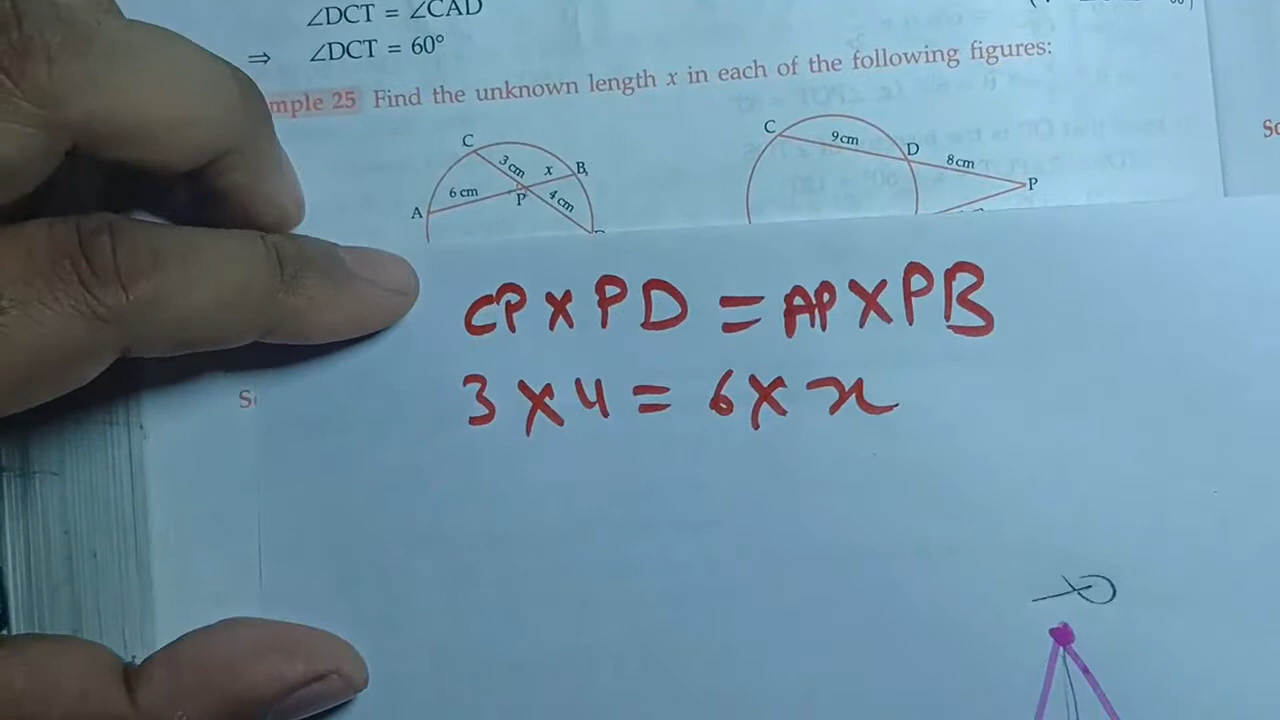 ∠DCT = ∠CAD
⇒ ∠DCT = 60°
mple 25 Find the unknown length x in each of the following figures:
C
3 cm
x
B
6 cm
P
4 cm
A
C
9 cm
D
8 cm
P
CP X PD = AP X PB
3 X 4 = 6 X x